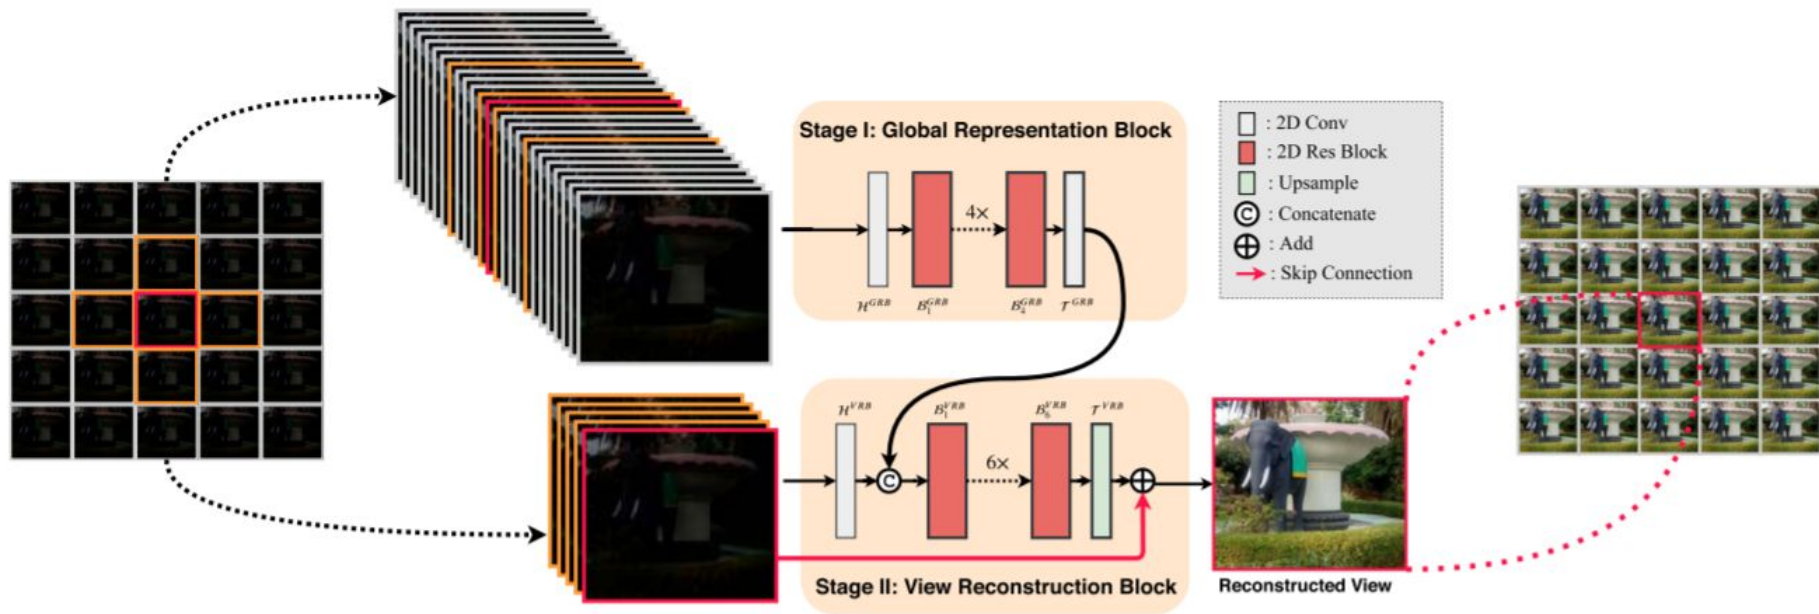 Stage I: Global Representation Block
4×
H^GRB
B_1^GRB
B_4^GRB
T^GRB
: 2D Conv
: 2D Res Block
: Upsample
C : Concatenate
: Add
: Skip Connection
H^VRB
B_1^VRB
B_6^VRB
T^VRB
6×
C
Stage II: View Reconstruction Block
Reconstructed View